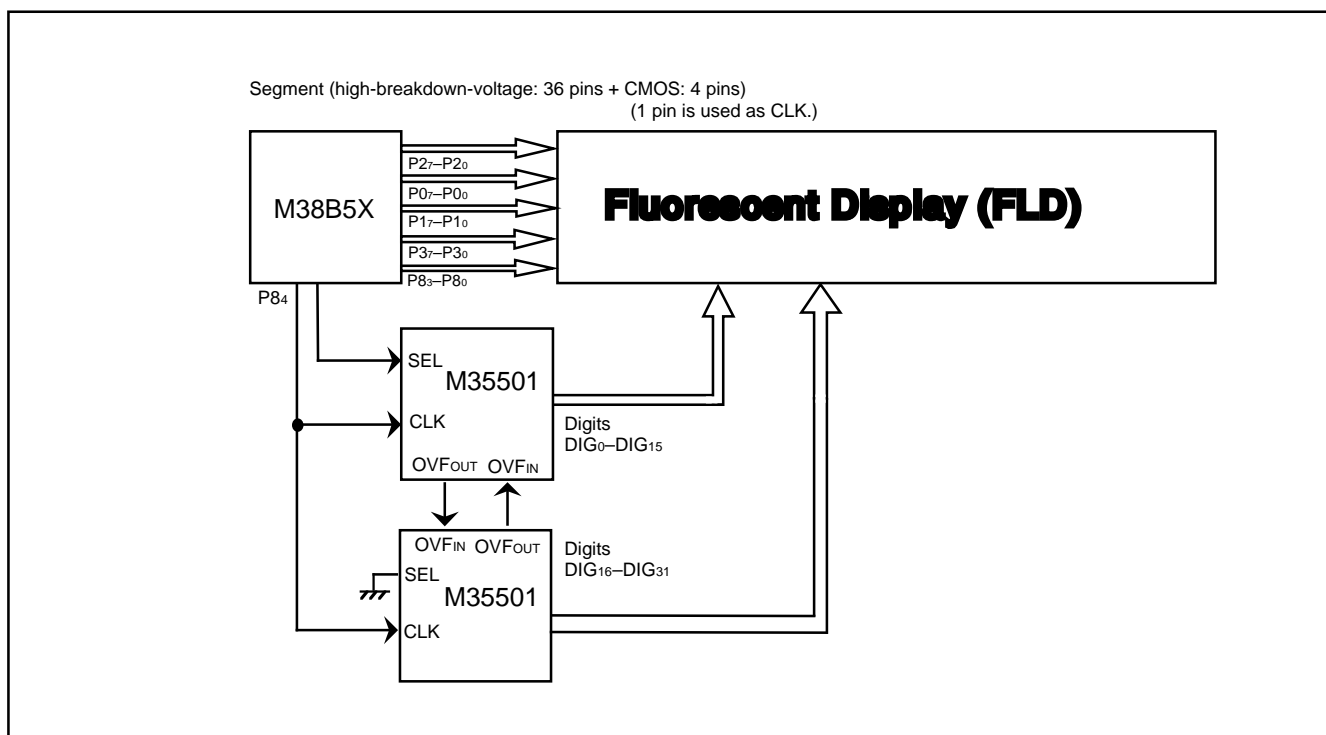 Segment (high-breakdown-voltage: 36 pins + CMOS: 4 pins)
(1 pin is used as CLK.)
M38B5X
P27–P20
P07–P00
P17–P10
P37–P30
P83–P80
Fluorescent Display (FLD)
P84
SEL
M35501
CLK
OVFOUT OVFIN
Digits
DIG0–DIG15
OVFIN OVFOUT
Digits
DIG16–DIG31
SEL
M35501
CLK